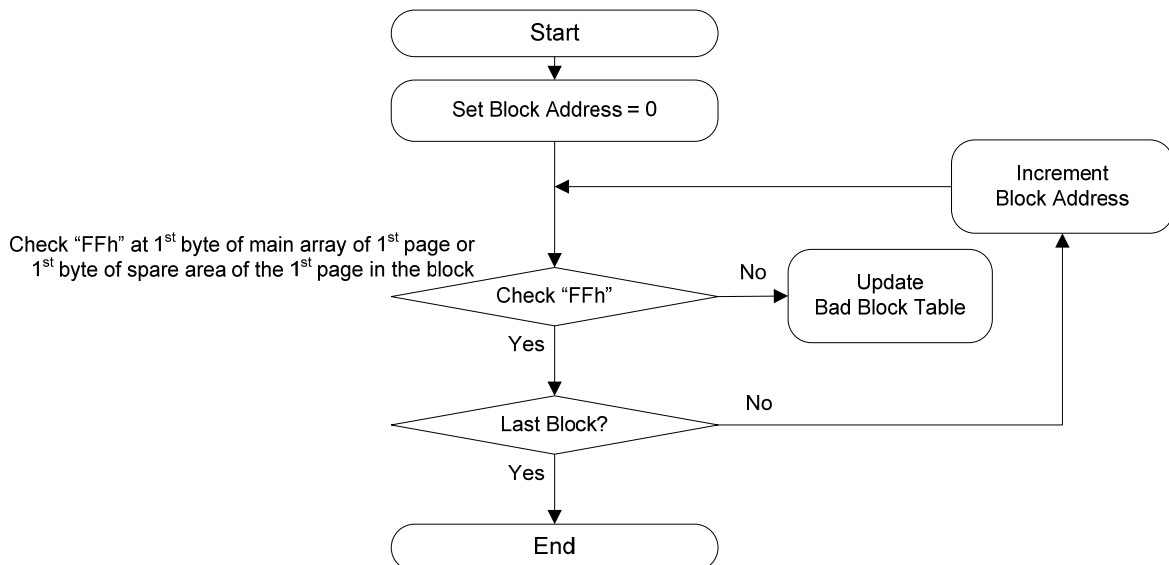 Start
Set Block Address = 0
Increment
Block Address
Check “FFh” at 1st byte of main array of 1st page or
1st byte of spare area of the 1st page in the block
Check “FFh”
No
Update
Bad Block Table
Yes
Last Block?
No
Yes
End